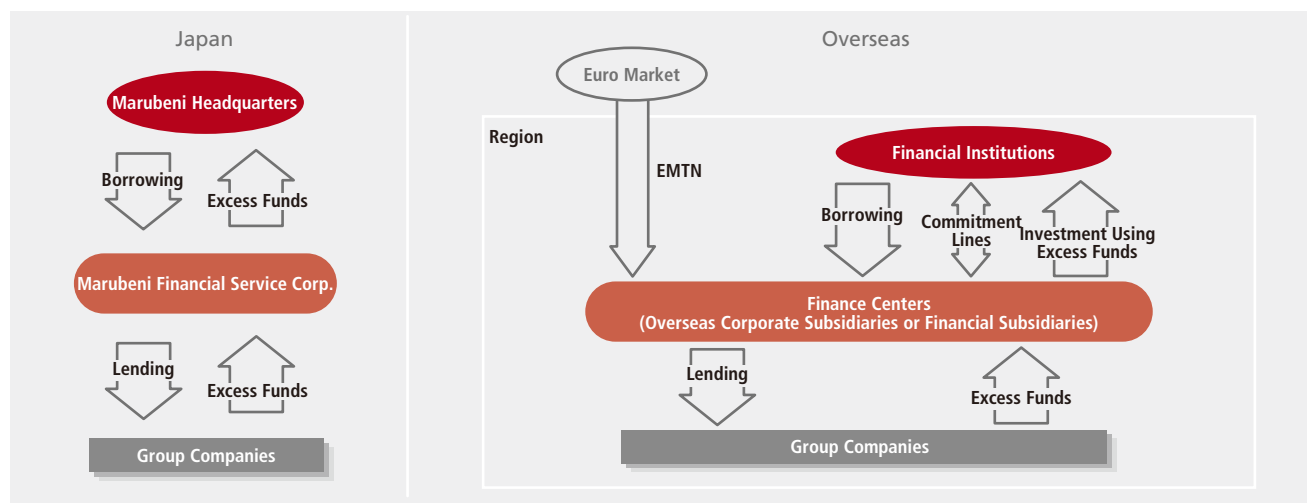 Japan
Marubeni Headquarters
Borrowing
Excess Funds
Marubeni Financial Service Corp.
Lending
Excess Funds
Group Companies
Overseas
Euro Market
Region
EMTN
Financial Institutions
Borrowing
Commitment
Lines
Investment Using
Excess Funds
Finance Centers
(Overseas Corporate Subsidiaries or Financial Subsidiaries)
Lending
Excess Funds
Group Companies